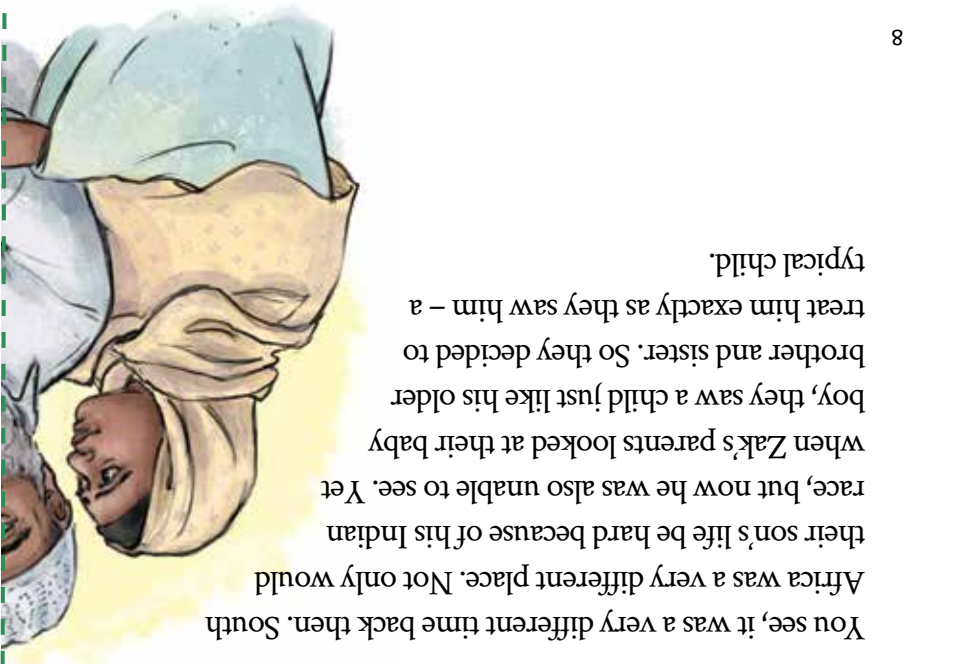 You see, it was a very different time back then. South
Africa was a very different place. Not only would
their son’s life be hard because of his Indian
race, but now he was also unable to see. Yet
when Zak’s parents looked at their baby
boy, they saw a child just like his older
brother and sister. So they decided to
treat him exactly as they saw him – a
typical child.
8